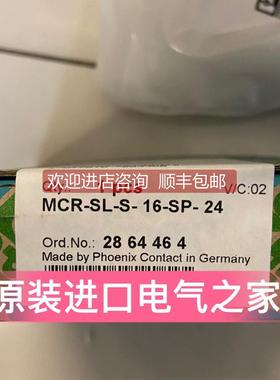 欢迎进店咨询 顺丰包邮
V/C:02
MCR-SL-S- 16-SP- 24
Ord.No.: 28 64 46 4
Made by Phoenix Contact in Germany
原装进口电气之家